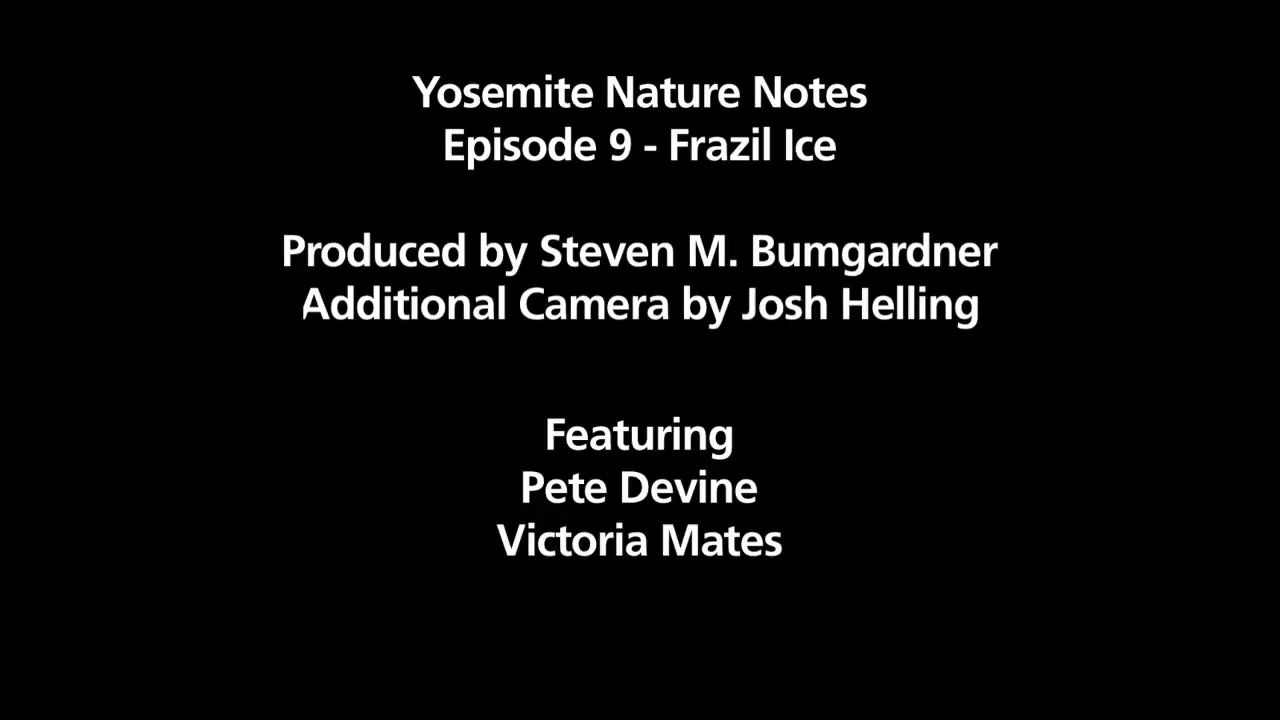 Yosemite Nature Notes
Episode 9 - Frazil Ice
Produced by Steven M. Bumgardner
Additional Camera by Josh Helling
Featuring
Pete Devine
Victoria Mates